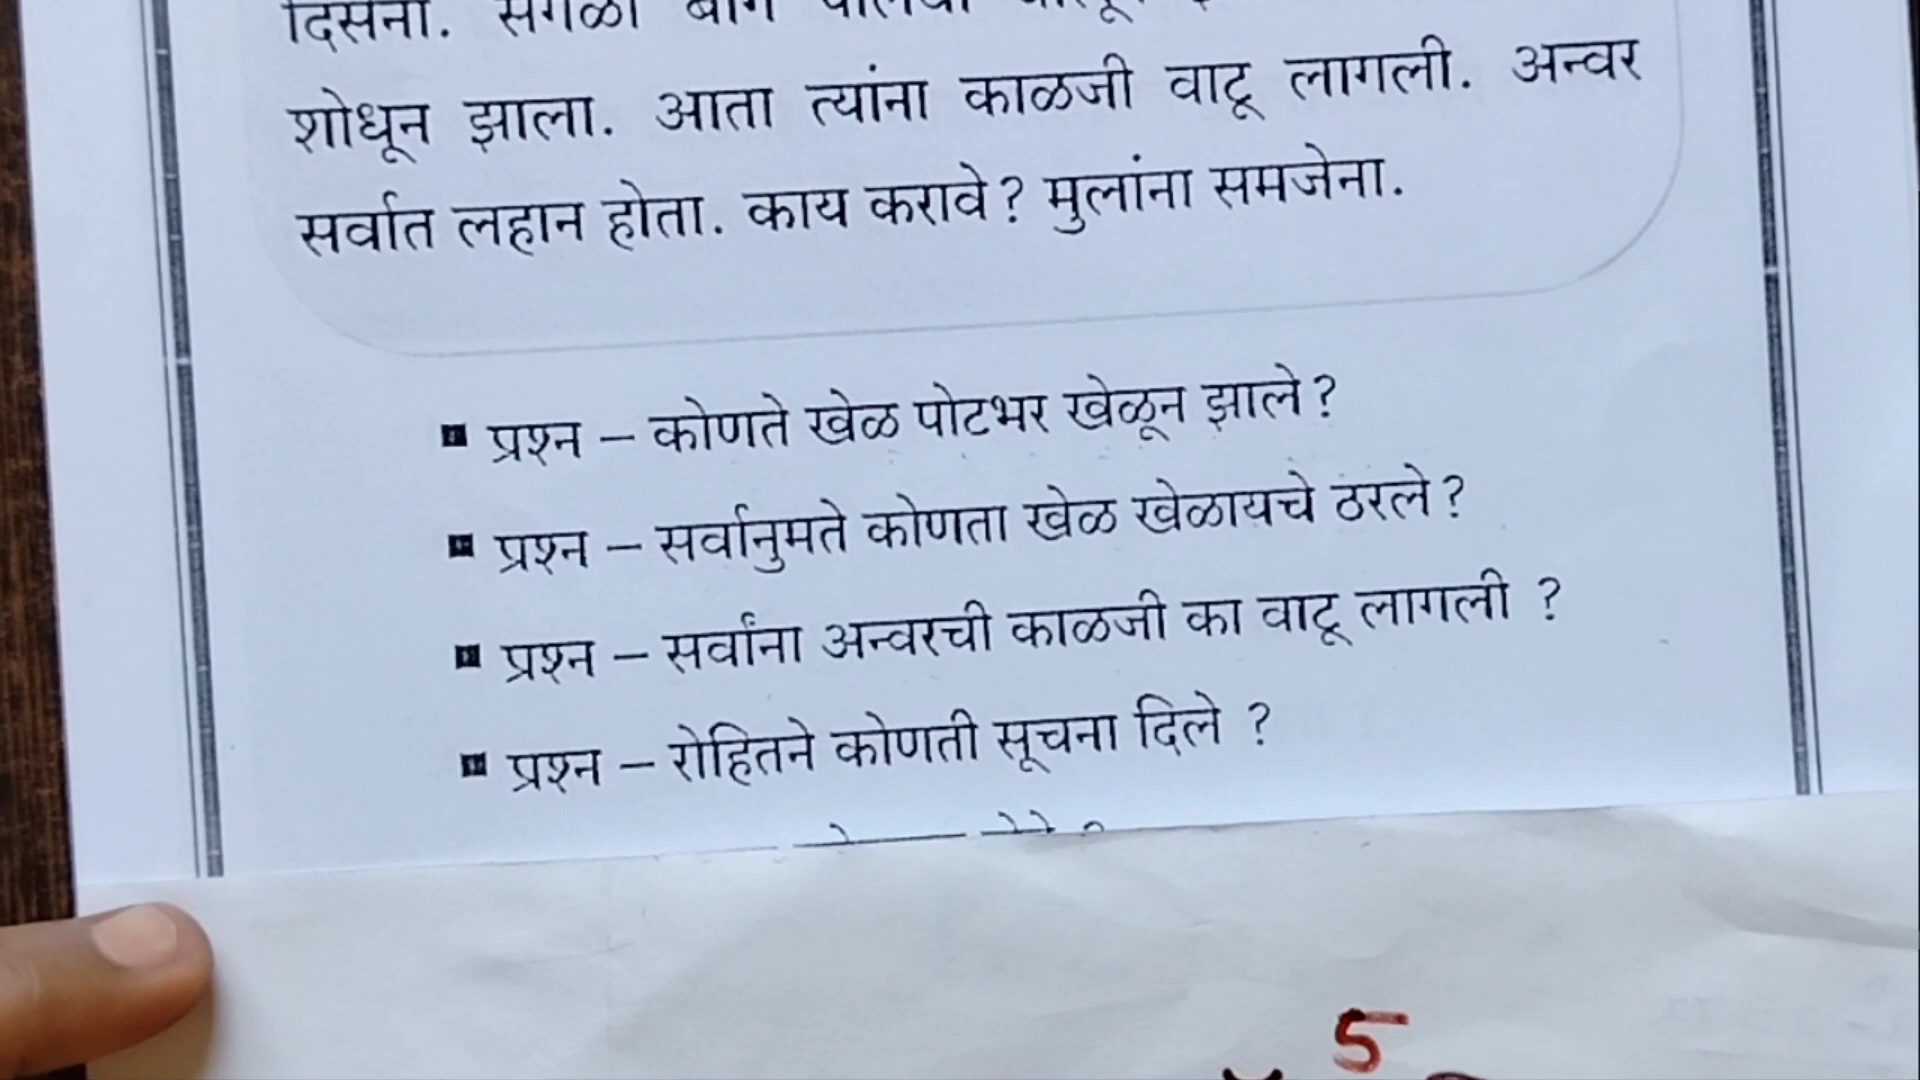 दिसेना. सगळी बाग
शोधून झाला. आता त्यांना काळजी वाटू लागली. अन्वर
सर्वात लहान होता. काय करावे? मुलांना समजेना.
▪ प्रश्न – कोणते खेळ पोटभर खेळून झाले?
▪ प्रश्न – सर्वानुमते कोणता खेळ खेळायचे ठरले?
▪ प्रश्न – सर्वांना अन्वरची काळजी का वाटू लागली ?
▪ प्रश्न – रोहितने कोणती सूचना दिले ?
5